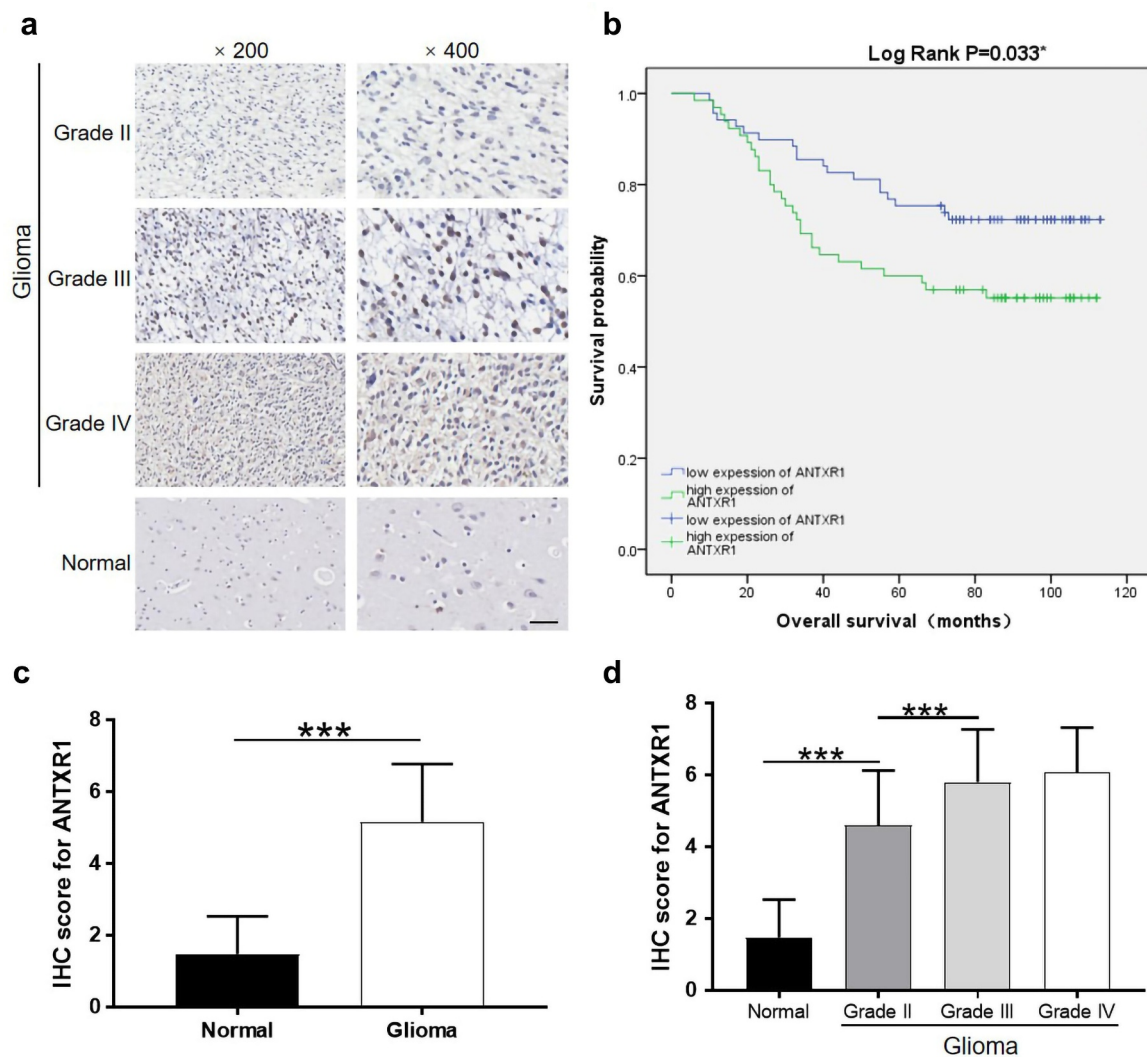 a
× 200
× 400
Glioma
Grade II
Grade III
Grade IV
Normal
b
Log Rank P=0.033*
Survival probability
1.0
0.8
0.6
0.4
0.2
0.0
low expession of ANTXR1
high expession of
ANTXR1
low expession of ANTXR1
high expession of
ANTXR1
0 20 40 60 80 100 120
Overall survival（months）
c
IHC score for ANTXR1
8
6
4
2
0
***
Normal Glioma
d
IHC score for ANTXR1
8
6
4
2
0
***
***
Normal Grade II Grade III Grade IV
Glioma